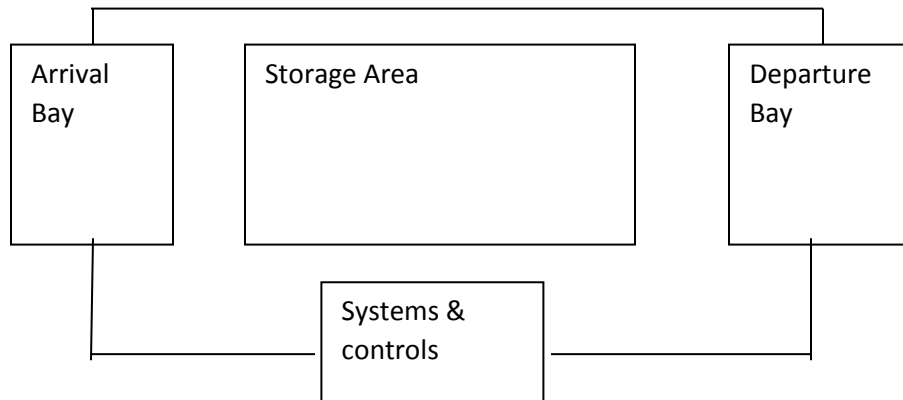 Arrival
Bay
Storage Area
Departure
Bay
Systems &
controls